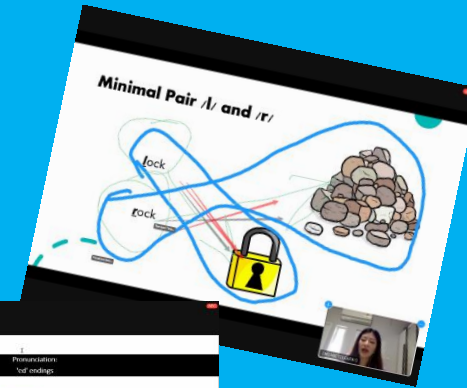 Minimal Pair /l/ and /r/
lock
rock
Pronunciation:
'ed' endings